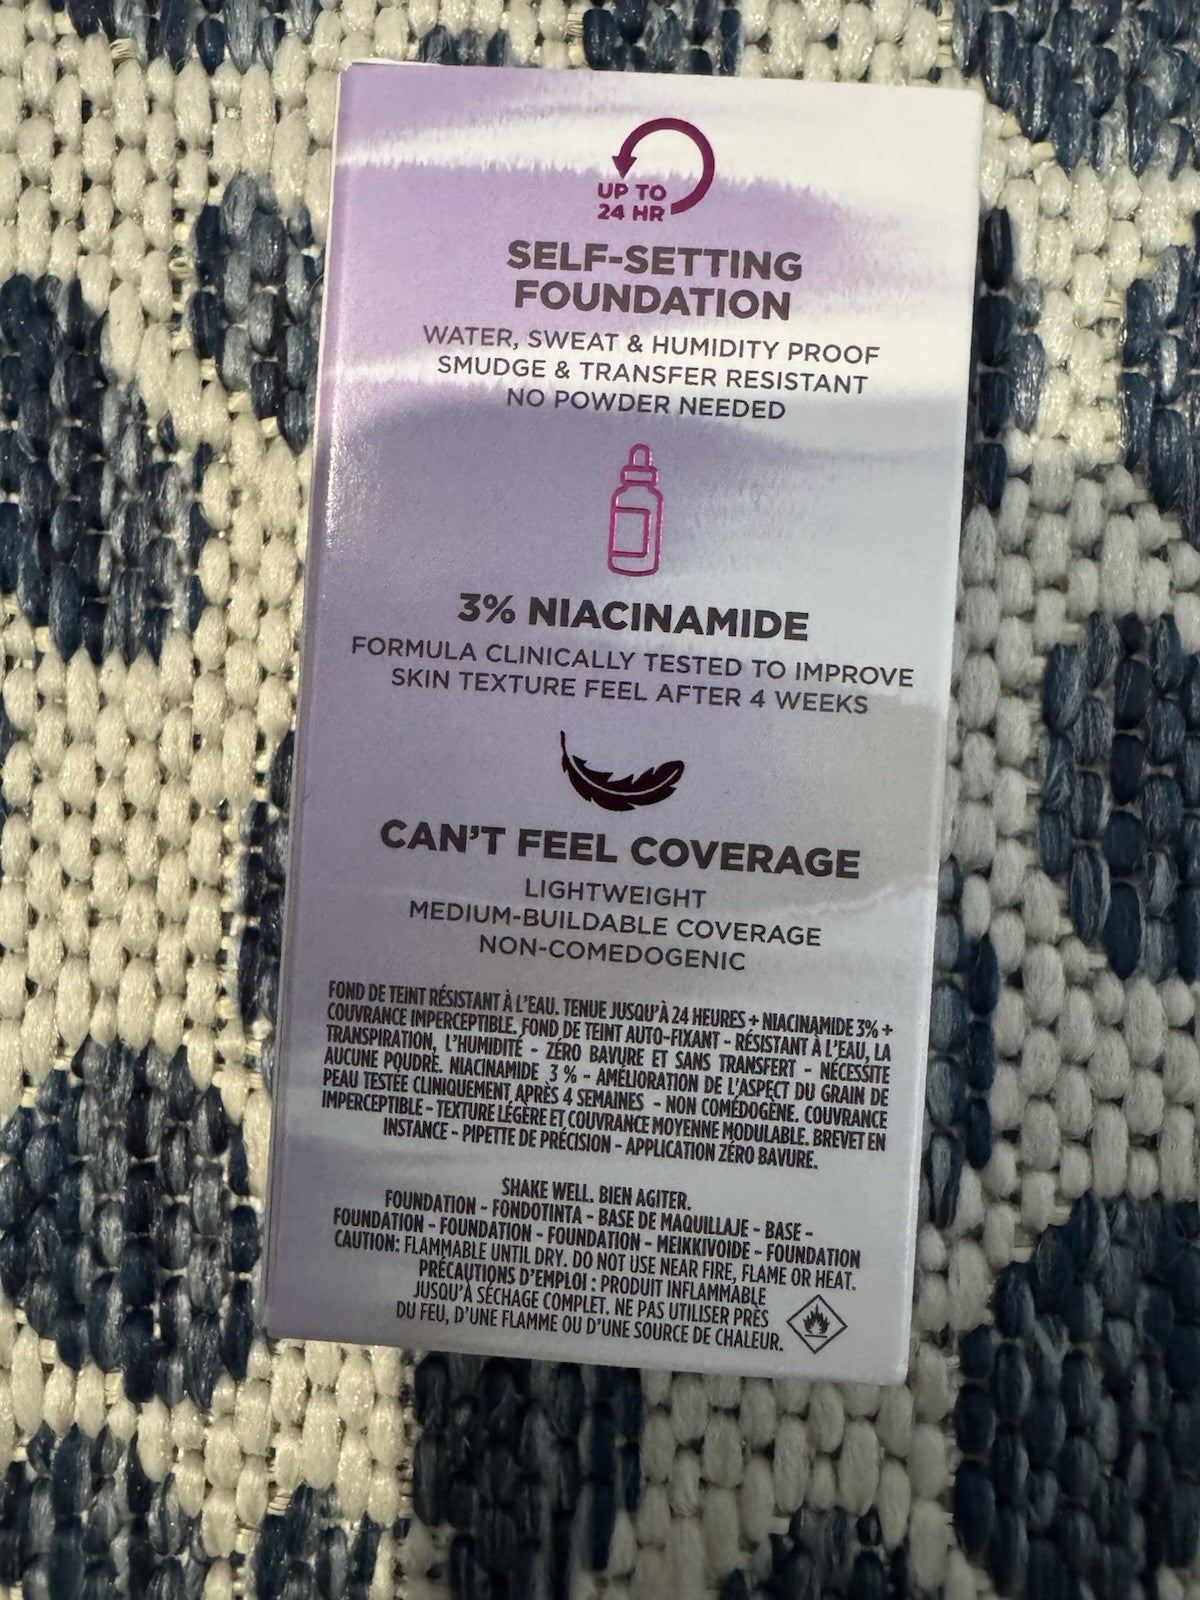 UP TO
24 HR
SELF-SETTING
FOUNDATION
WATER, SWEAT & HUMIDITY PROOF
SMUDGE & TRANSFER RESISTANT
NO POWDER NEEDED
3% NIACINAMIDE
FORMULA CLINICALLY TESTED TO IMPROVE
SKIN TEXTURE FEEL AFTER 4 WEEKS
CAN'T FEEL COVERAGE
LIGHTWEIGHT
MEDIUM-BUILDABLE COVERAGE
NON-COMEDOGENIC
FOND DE TEINT RÉSISTANT À L'EAU. TENUE JUSQU'À 24 HEURES + NIACINAMIDE 3% +
COUVRANCE IMPERCEPTIBLE. FOND DE TEINT AUTO-FIXANT - RÉSISTANT À L'EAU, LA
TRANSPIRATION, L'HUMIDITÉ - ZÉRO BAVURE ET SANS TRANSFERT - NÉCESSITE
AUCUNE POUDRE. NIACINAMIDE 3 % - AMÉLIORATION DE L'ASPECT DU GRAIN DE
PEAU TESTÉE CLINIQUEMENT APRÈS 4 SEMAINES - NON COMÉDOGÈNE. COUVRANCE
IMPERCEPTIBLE - TEXTURE LÉGÈRE ET COUVRANCE MOYENNE MODULABLE. BREVET EN
INSTANCE - PIPETTE DE PRÉCISION - APPLICATION ZÉRO BAVURE.
SHAKE WELL. BIEN AGITER.
FOUNDATION - FONDOTINTA - BASE DE MAQUILLAJE - BASE -
FOUNDATION - FOUNDATION - FOUNDATION - MEIKKIVOIDE - FOUNDATION
CAUTION: FLAMMABLE UNTIL DRY. DO NOT USE NEAR FIRE, FLAME OR HEAT.
PRÉCAUTIONS D'EMPLOI : PRODUIT INFLAMMABLE
JUSQU'À SÉCHAGE COMPLET. NE PAS UTILISER PRÈS
DU FEU, D'UNE FLAMME OU D'UNE SOURCE DE CHALEUR.